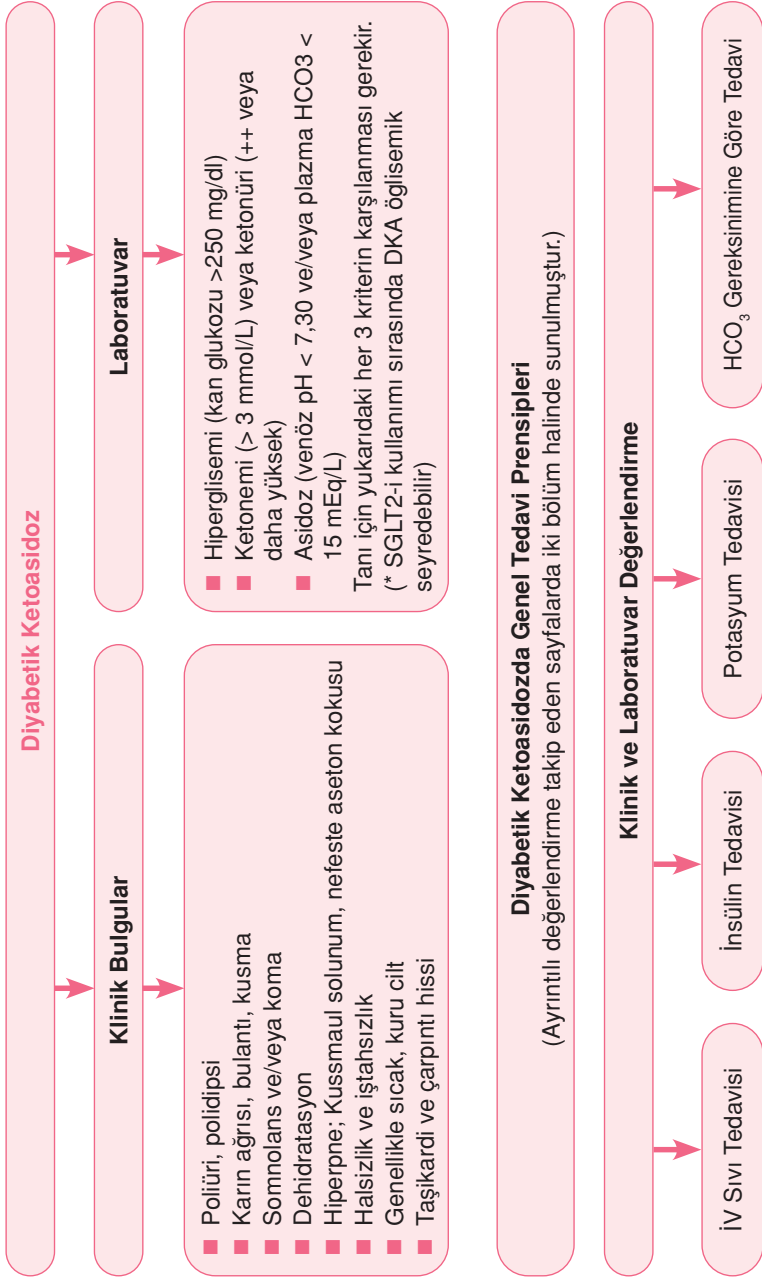 Diyabetik Ketoasidoz
Klinik Bulgular
■ Poliüri, polidipsi
■ Karın ağrısı, bulantı, kusma
■ Somnolans ve/veya koma
■ Dehidratasyon
■ Hiperpne; Kussmaul solunum, nefeste aseton kokusu
■ Halsizlik ve iştahsızlık
■ Genellikle sıcak, kuru cilt
■ Taşikardi ve çarpıntı hissi
Laboratuvar
■ Hiperglisemi (kan glukozu >250 mg/dl)
■ Ketonemi (> 3 mmol/L) veya ketonüri (++ veya
daha yüksek)
■ Asidoz (venöz pH < 7,30 ve/veya plazma HCO3 <
15 mEq/L)
Tanı için yukarıdaki her 3 kriterin karşılanması gerekir.
(* SGLT2-i kullanımı sırasında DKA öglisemik
seyredebilir)
Diyabetik Ketoasidozda Genel Tedavi Prensipleri
(Ayrıntılı değerlendirme takip eden sayfalarda iki bölüm halinde sunulmuştur.)
Klinik ve Laboratuvar Değerlendirme
İV Sıvı Tedavisi
İnsülin Tedavisi
Potasyum Tedavisi
HCO₃ Gereksinimine Göre Tedavi